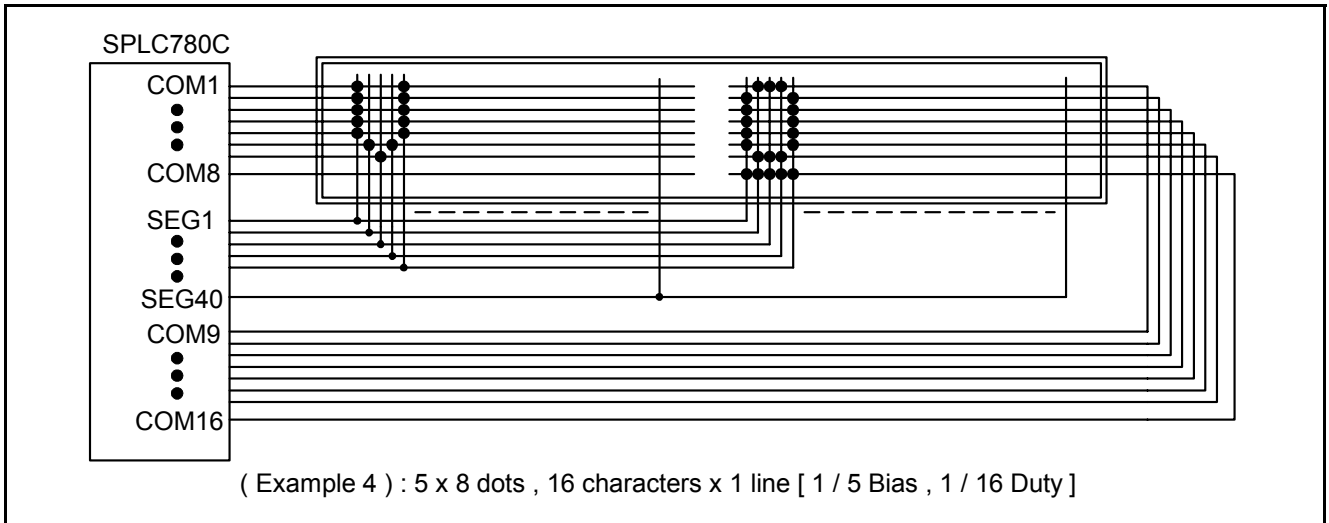 SPLC780C
COM1
COM8
SEG1
SEG40
COM9
COM16
( Example 4 ) : 5 x 8 dots , 16 characters x 1 line [ 1 / 5 Bias , 1 / 16 Duty ]